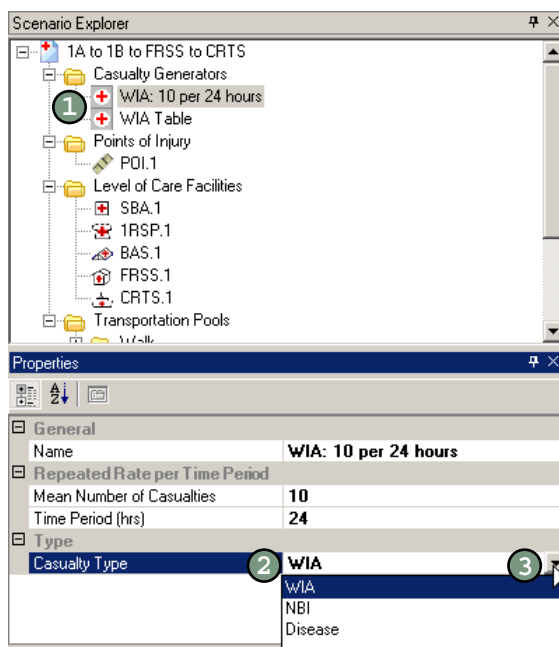 Scenario Explorer
1A to 1B to FRSS to CRTS
Casualty Generators
1
WIA: 10 per 24 hours
WIA Table
Points of Injury
POI.1
Level of Care Facilities
SBA.1
1RSP.1
BAS.1
FRSS.1
CRTS.1
Transportation Pools
Walk
Properties
General
Name WIA: 10 per 24 hours
Repeated Rate per Time Period
Mean Number of Casualties 10
Time Period (hrs) 24
Type
Casualty Type 2 WIA 3
WIA
NBI
Disease